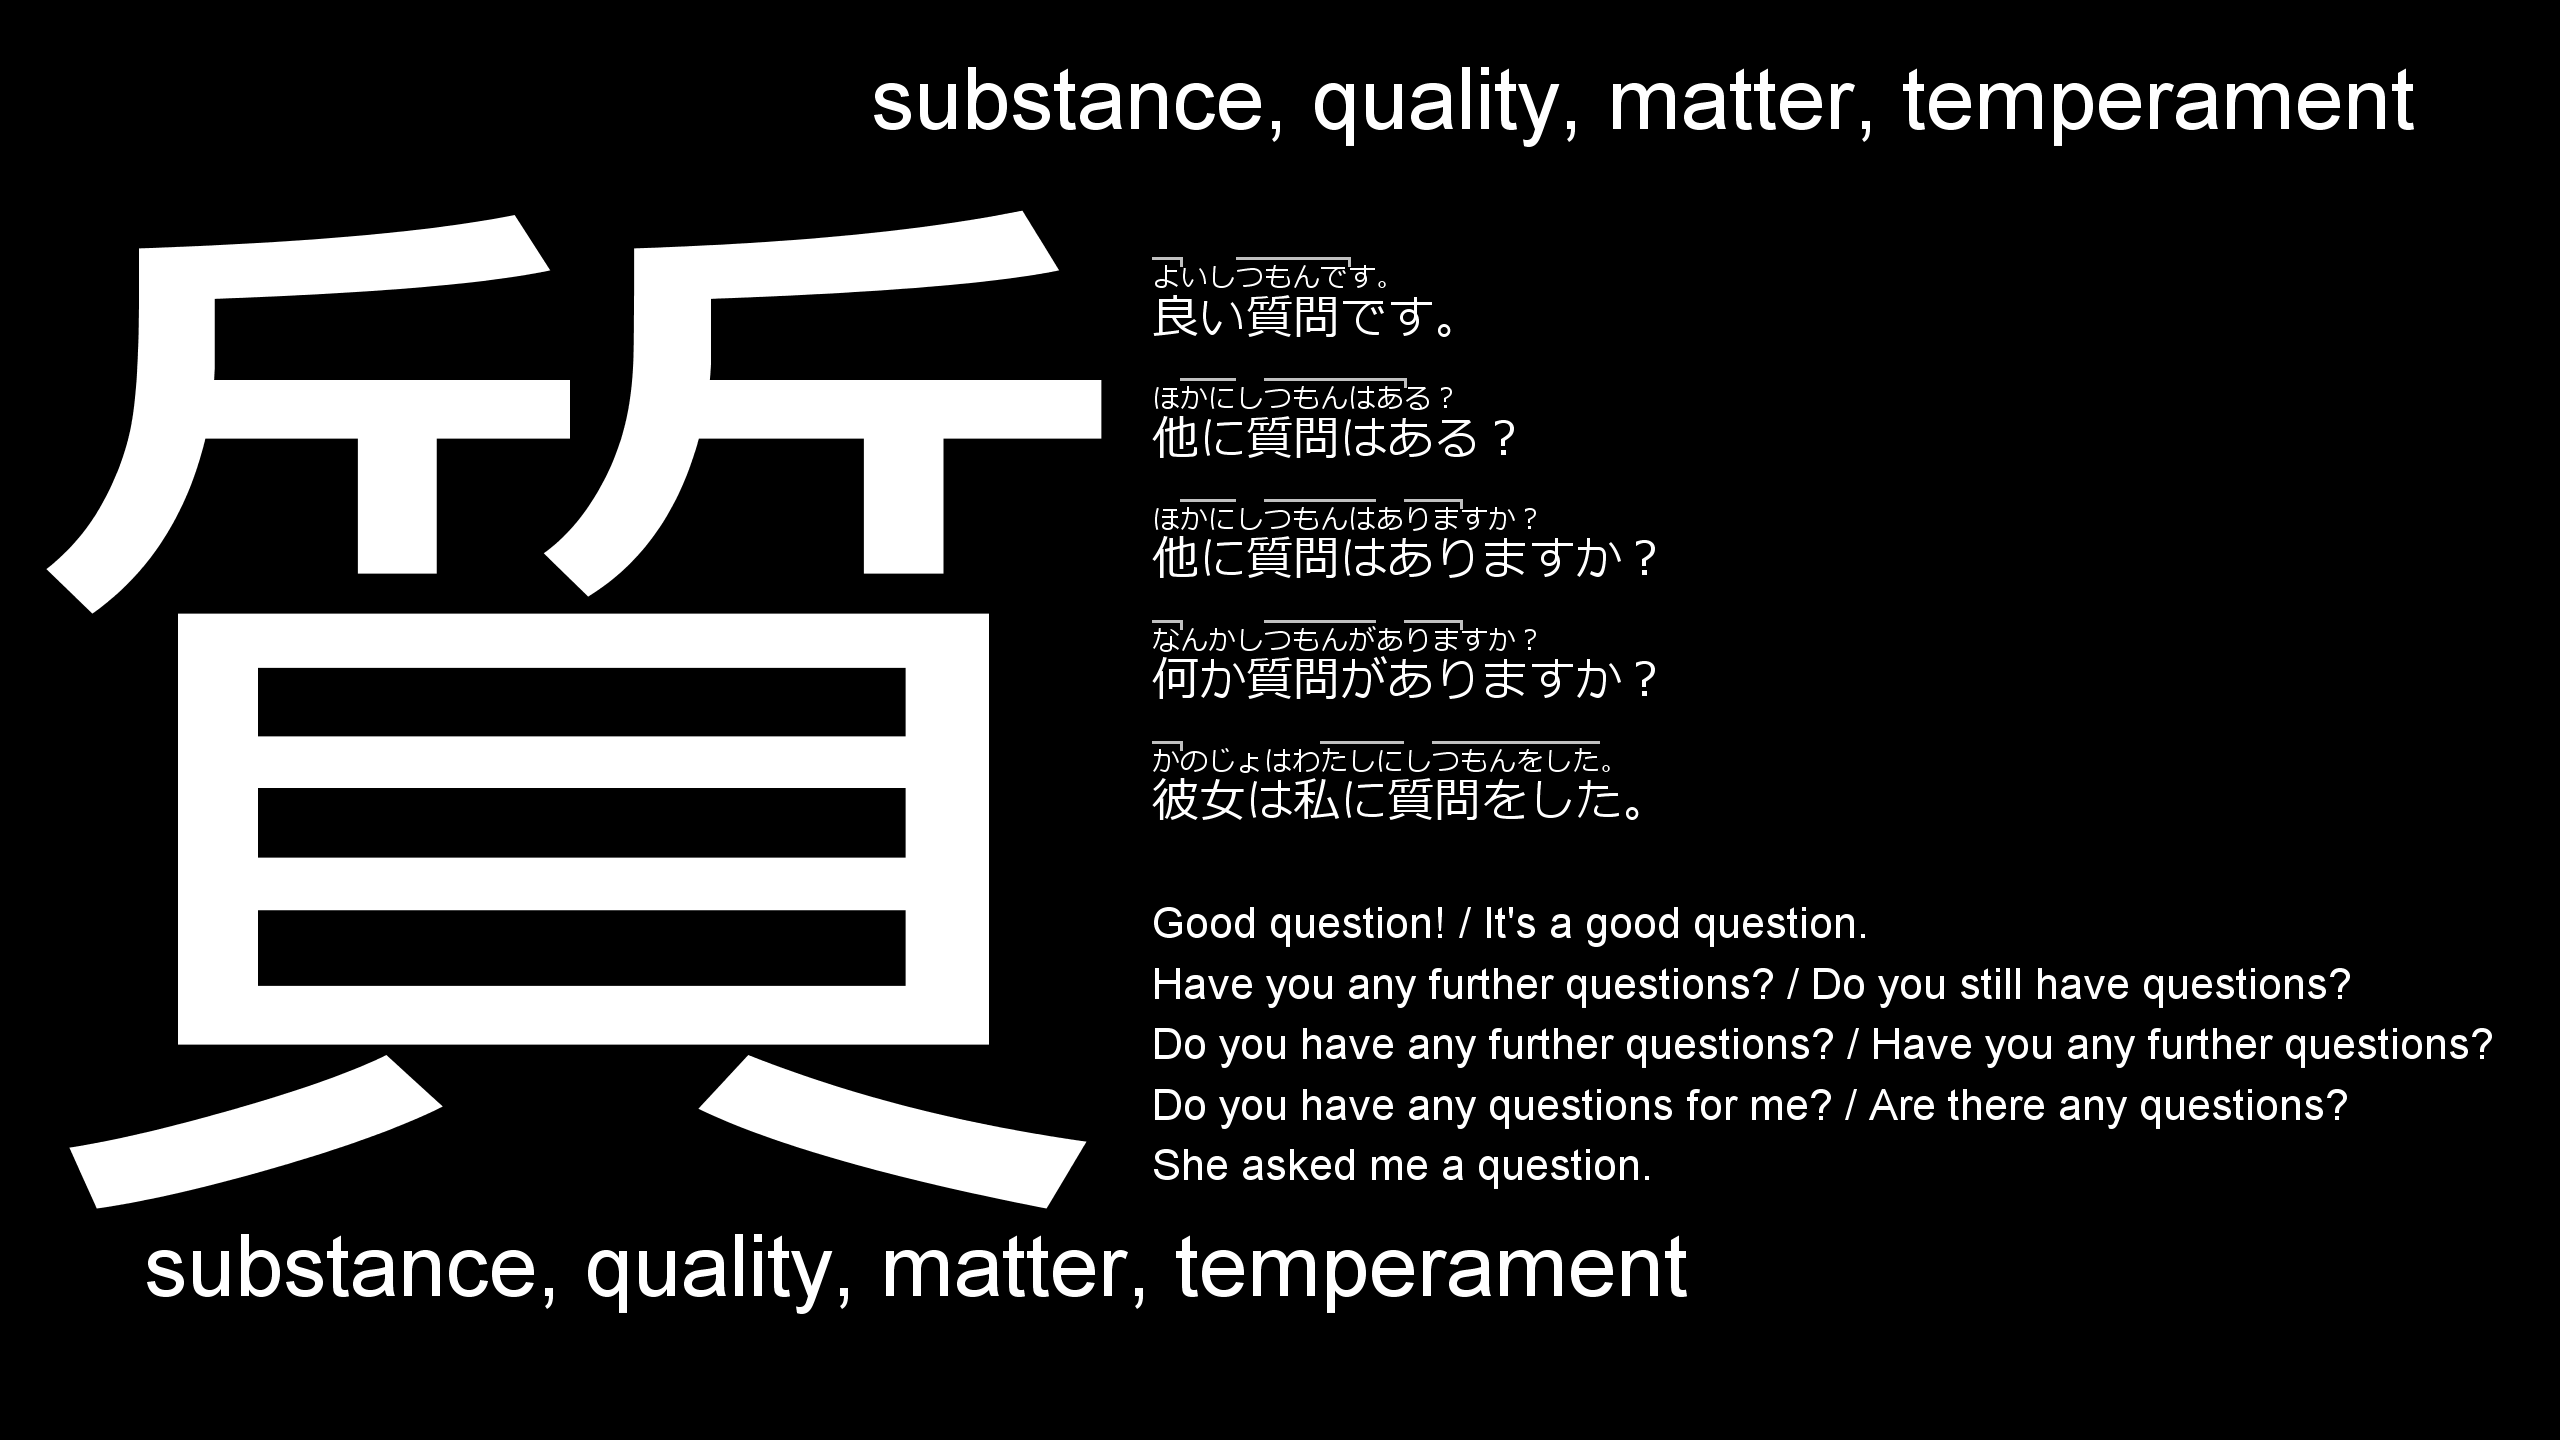 substance, quality, matter, temperament
質
よいしつもんです。
良い質問です。
ほかにしつもんはある？
他に質問はある？
ほかにしつもんはありますか？
他に質問はありますか？
なんかしつもんがありますか？
何か質問がありますか？
かのじょはわたしにしつもんをした。
彼女は私に質問をした。
Good question! / It's a good question.
Have you any further questions? / Do you still have questions?
Do you have any further questions? / Have you any further questions?
Do you have any questions for me? / Are there any questions?
She asked me a question.
substance, quality, matter, temperament